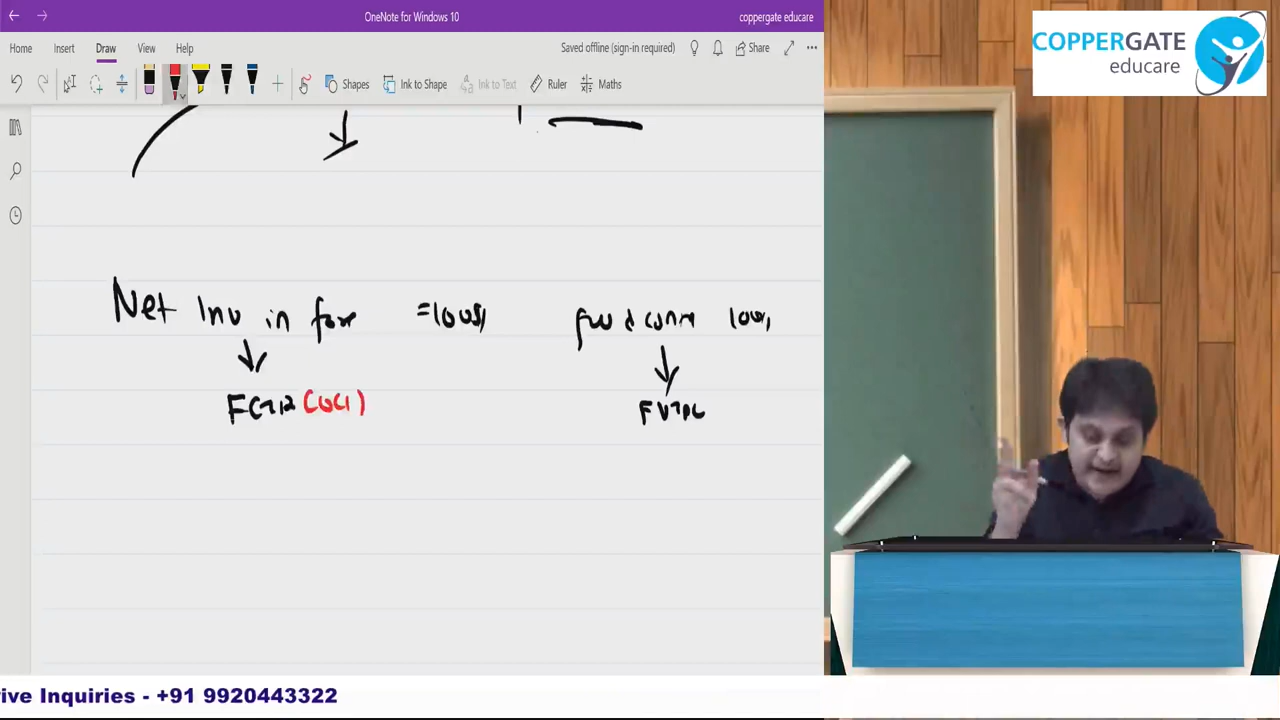 OneNote for Windows 10
coppergate educare
Home Insert Draw View Help
Saved offline (sign-in required)
Share
Shapes Ink to Shape Ink to Text Ruler Maths
COPPERGATE
educare
Net Inv in for
FCTR (OCI)
FVTPL
ive Inquiries - +91 9920443322